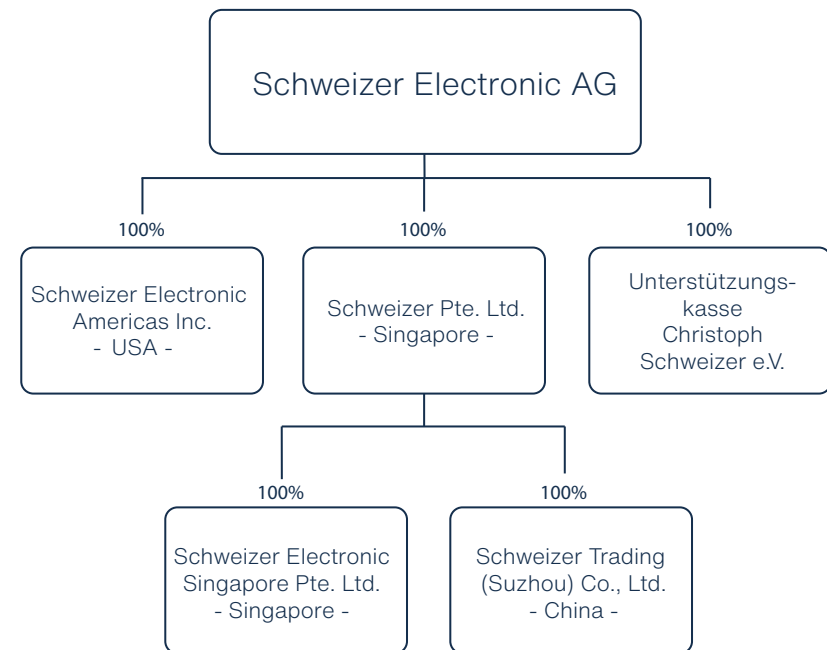 Schweizer Electronic AG
100%
100%
100%
Schweizer Electronic
Americas Inc.
- USA -
Schweizer Pte. Ltd.
- Singapore -
Unterstützungs-
kasse
Christoph
Schweizer e.V.
100%
100%
Schweizer Electronic
Singapore Pte. Ltd.
- Singapore -
Schweizer Trading
(Suzhou) Co., Ltd.
- China -